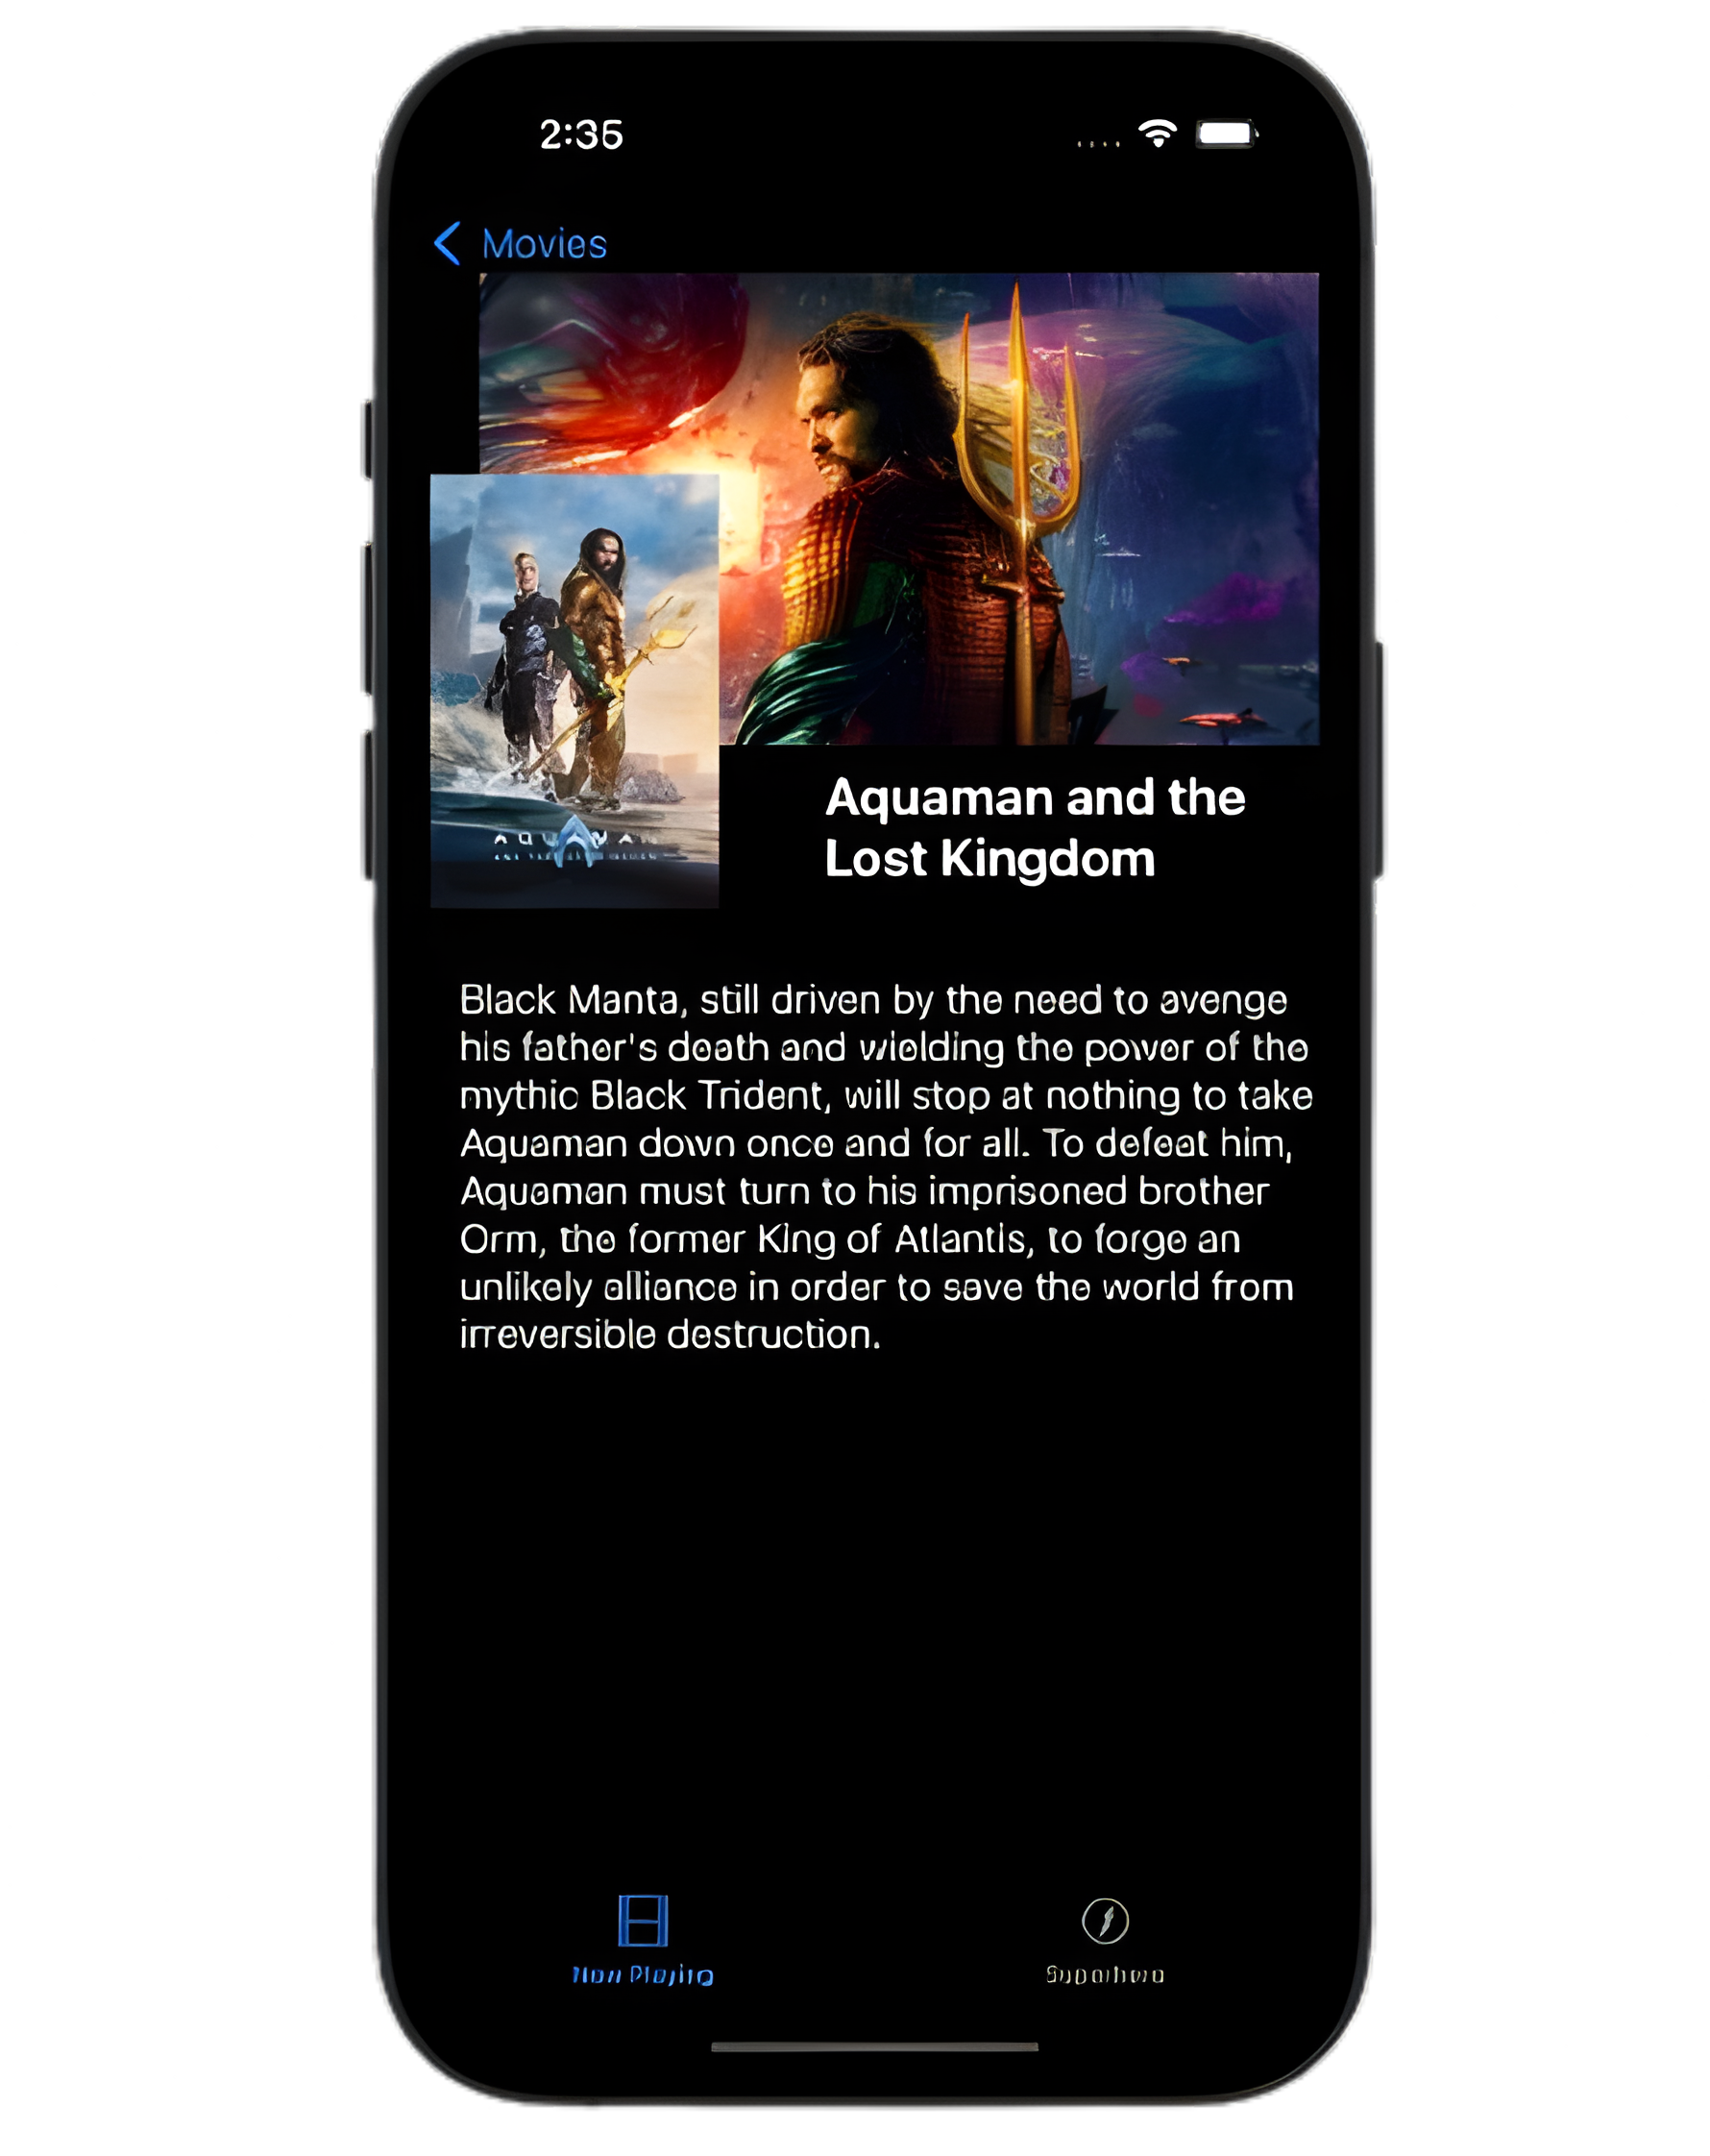 2:35
Movies
Aquaman and the
Lost Kingdom
Black Manta, still driven by the need to avenge
his father's death and wielding the power of the
mythic Black Trident, will stop at nothing to take
Aquaman down once and for all. To defeat him,
Aquaman must turn to his imprisoned brother
Orm, the former King of Atlantis, to forge an
unlikely alliance in order to save the world from
irreversible destruction.
Now Playing
Superhero